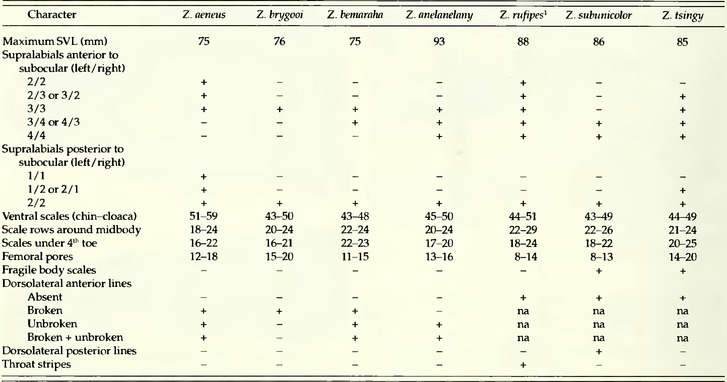 Character Z. aeneus Z. brygooi Z. bemaraha Z. anelanelany Z. rufipes¹ Z. subunicolor Z. tsingy
Maximum SVL (mm) 75 76 75 93 88 86 85
Supralabials anterior to
subocular (left/right)
2/2 + – – – + – –
2/3 or 3/2 + – – – + – +
3/3 + + + + + – +
3/4 or 4/3 – – + + + + +
4/4 – – – + + + +
Supralabials posterior to
subocular (left/right)
1/1 + – – – – – –
1/2 or 2/1 + – – – – – +
2/2 + + + + + + +
Ventral scales (chin–cloaca) 51–59 43–50 43–48 45–50 44–51 43–49 44–49
Scale rows around midbody 18–24 20–24 22–24 20–24 22–29 22–26 21–24
Scales under 4th toe 16–22 16–21 22–23 17–20 18–24 18–22 20–25
Femoral pores 12–18 15–20 11–15 13–16 8–14 8–13 14–20
Fragile body scales – – – – – + +
Dorsolateral anterior lines
Absent – – – – + + +
Broken + + + – na na na
Unbroken + – + + na na na
Broken + unbroken + – + + na na na
Dorsolateral posterior lines – – – – – + –
Throat stripes – – – – + – –